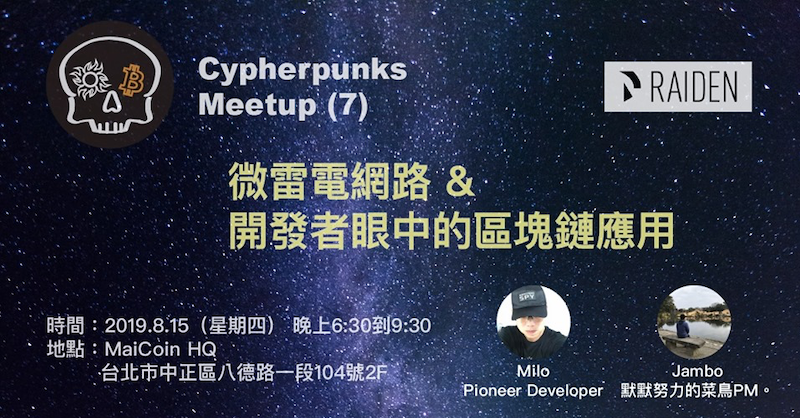 Cypherpunks
Meetup (7)
RAIDEN
微雷電網路 &
開發者眼中的區塊鏈應用
時間：2019.8.15（星期四） 晚上6:30到9:30
地點：MaiCoin HQ
台北市中正區八德路一段104號2F
SPY
Milo
Pioneer Developer
Jambo
默默努力的菜鳥PM。